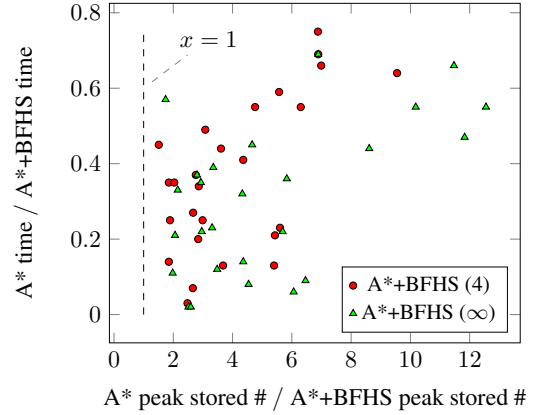 0.8
0.6
0.4
0.2
0
x = 1
A* time / A*+BFHS time
A*+BFHS (4)
A*+BFHS (∞)
0 2 4 6 8 10 12
A* peak stored # / A*+BFHS peak stored #